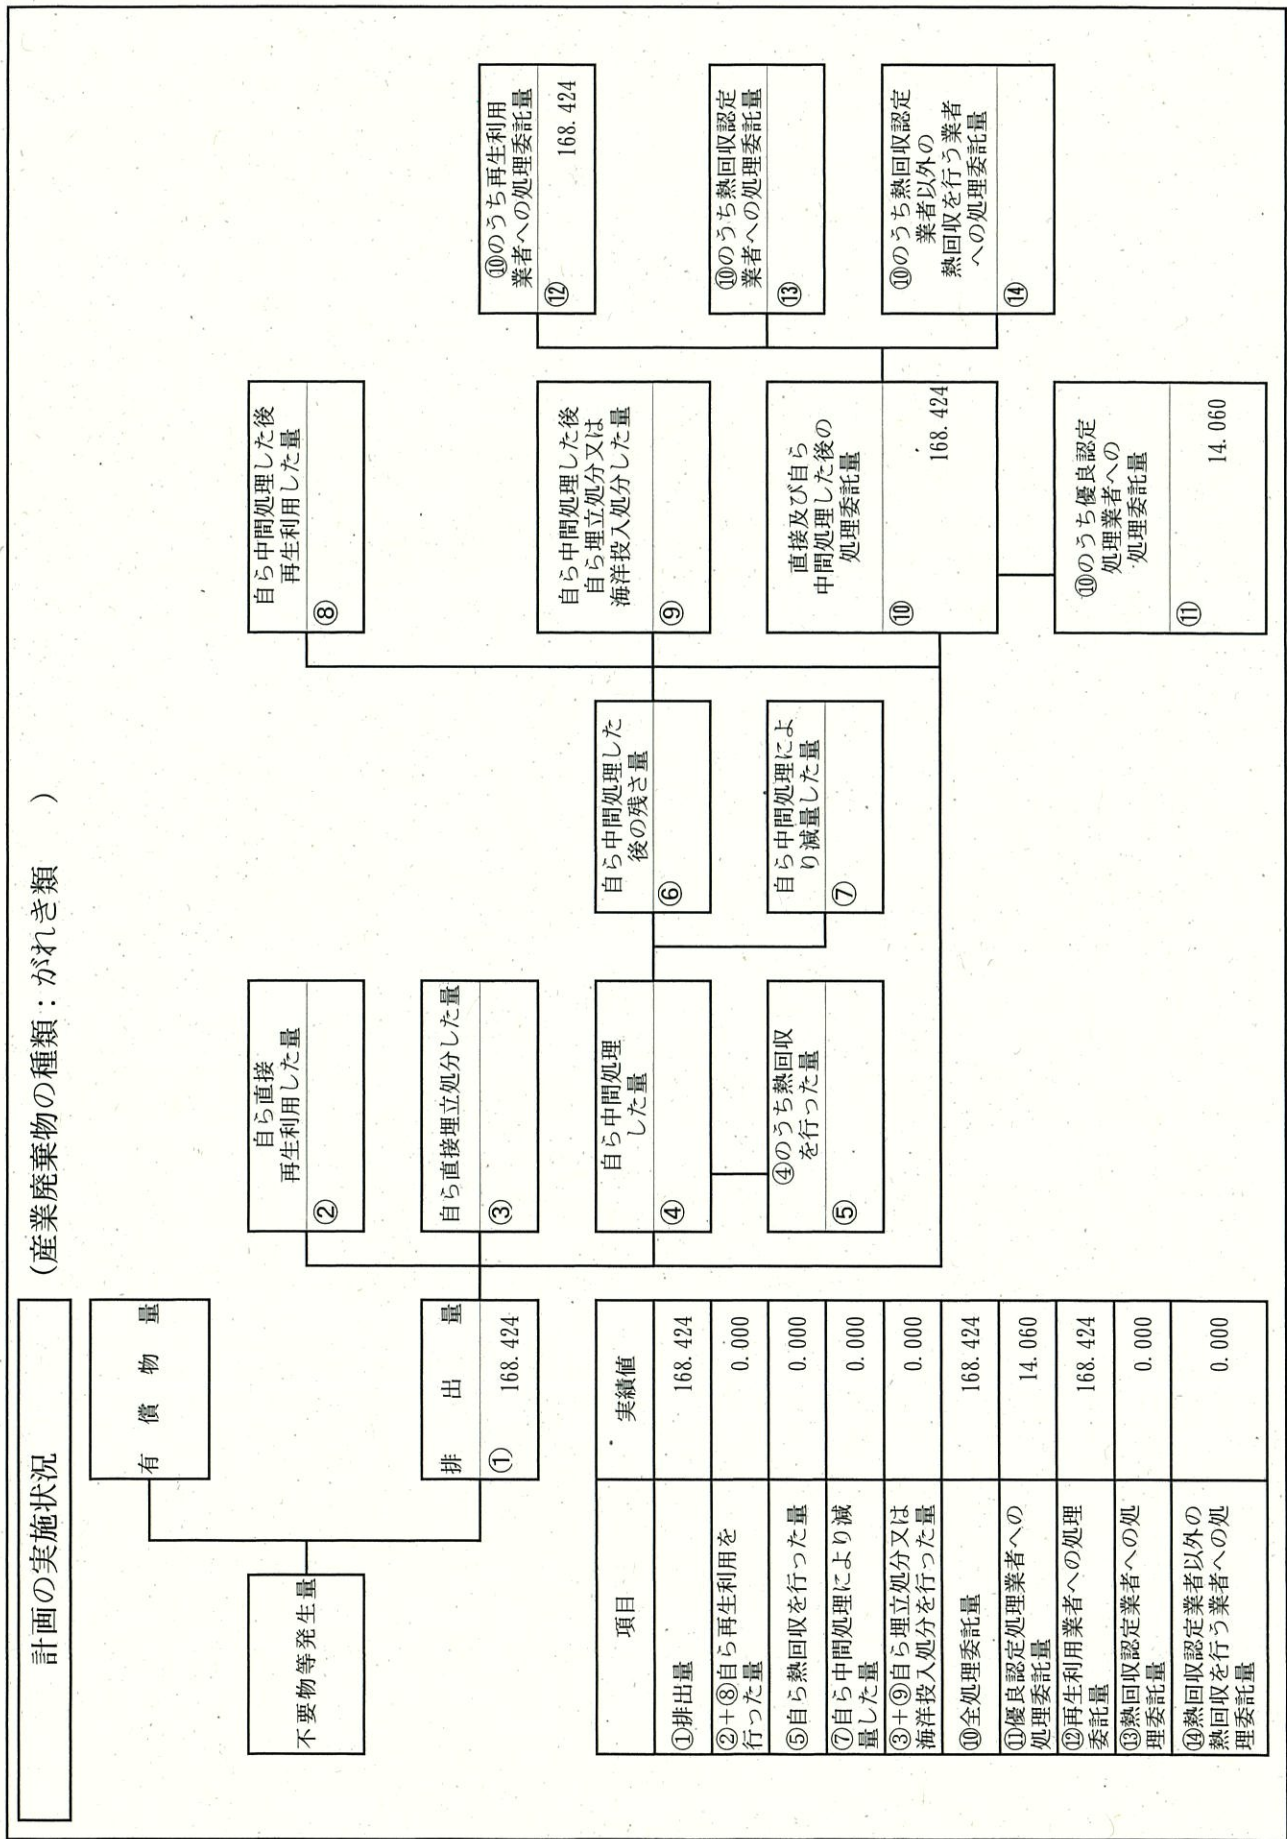 計画の実施状況
(産業廃棄物の種類：がれき類　　)
不要物等発生量
有償物量
排出量
① 168.424
自ら直接
再生利用した量
②
自ら直接埋立処分した量
③
自ら中間処理
した量
④
④のうち熱回収
を行った量
⑤
自ら中間処理した
後の残さ量
⑥
自ら中間処理によ
り減量した量
⑦
自ら中間処理した後
再生利用した量
⑧
自ら中間処理した後
自ら埋立処分又は
海洋投入処分した量
⑨
直接及び自ら
中間処理した後の
処理委託量
⑩ 168.424
⑩のうち優良認定
処理業者への
処理委託量
⑪ 14.060
⑩のうち再生利用
業者への処理委託量
⑫ 168.424
⑩のうち熱回収認定
業者への処理委託量
⑬
⑩のうち熱回収認定
業者以外の
熱回収を行う業者
への処理委託量
⑭
項目 実績値
①排出量 168.424
②+⑧自ら再生利用を
行った量 0.000
⑤自ら熱回収を行った量 0.000
⑦自ら中間処理により減
量した量 0.000
③+⑨自ら埋立処分又は
海洋投入処分を行った量 0.000
⑩全処理委託量 168.424
⑪優良認定処理業者への
処理委託量 14.060
⑫再生利用業者への処理
委託量 168.424
⑬熱回収認定業者への処
理委託量 0.000
⑭熱回収認定業者以外の
熱回収を行う業者への処
理委託量 0.000